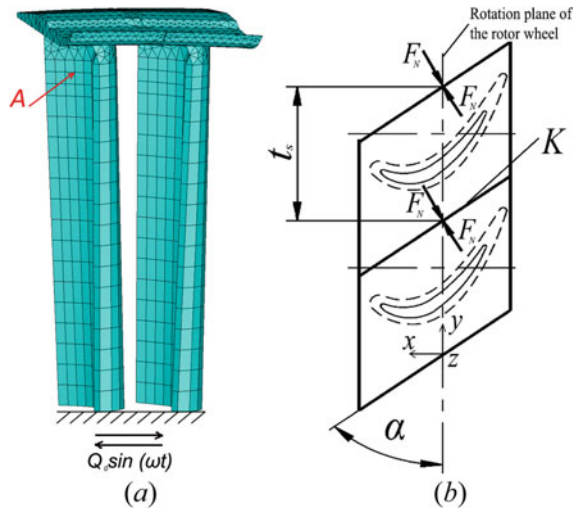 A
Q₀sin (ωt)
(a)
Rotation plane of
the rotor wheel
F_N
F_N
t_s
K
F_N
F_N
y
x
z
α
(b)